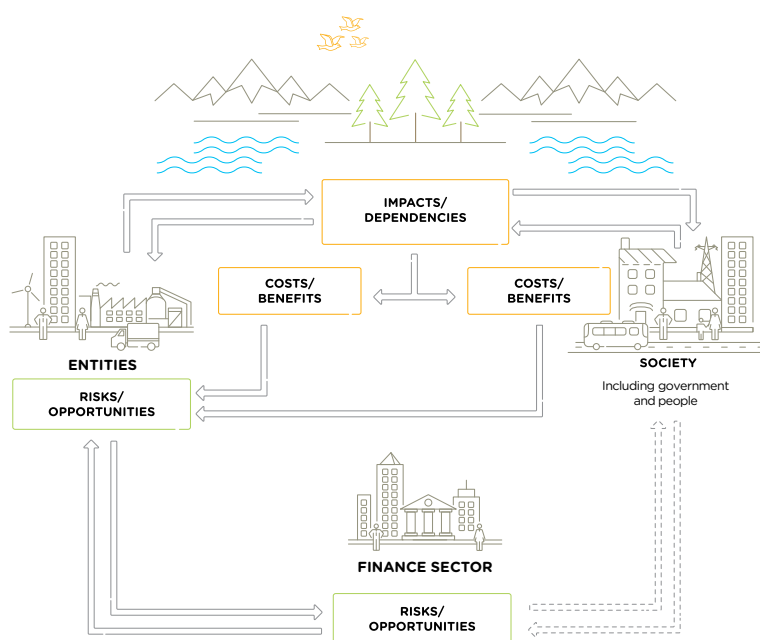 IMPACTS/
DEPENDENCIES
COSTS/
BENEFITS
COSTS/
BENEFITS
ENTITIES
SOCIETY
Including government
and people
RISKS/
OPPORTUNITIES
FINANCE SECTOR
RISKS/
OPPORTUNITIES